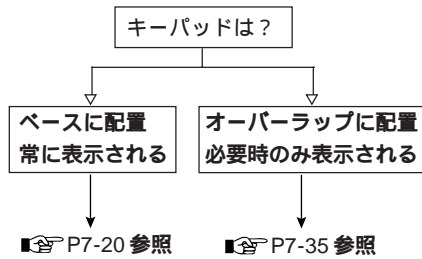 キーパッドは？
ベースに配置
常に表示される
オーバーラップに配置
必要時のみ表示される
P7-20 参照
P7-35 参照